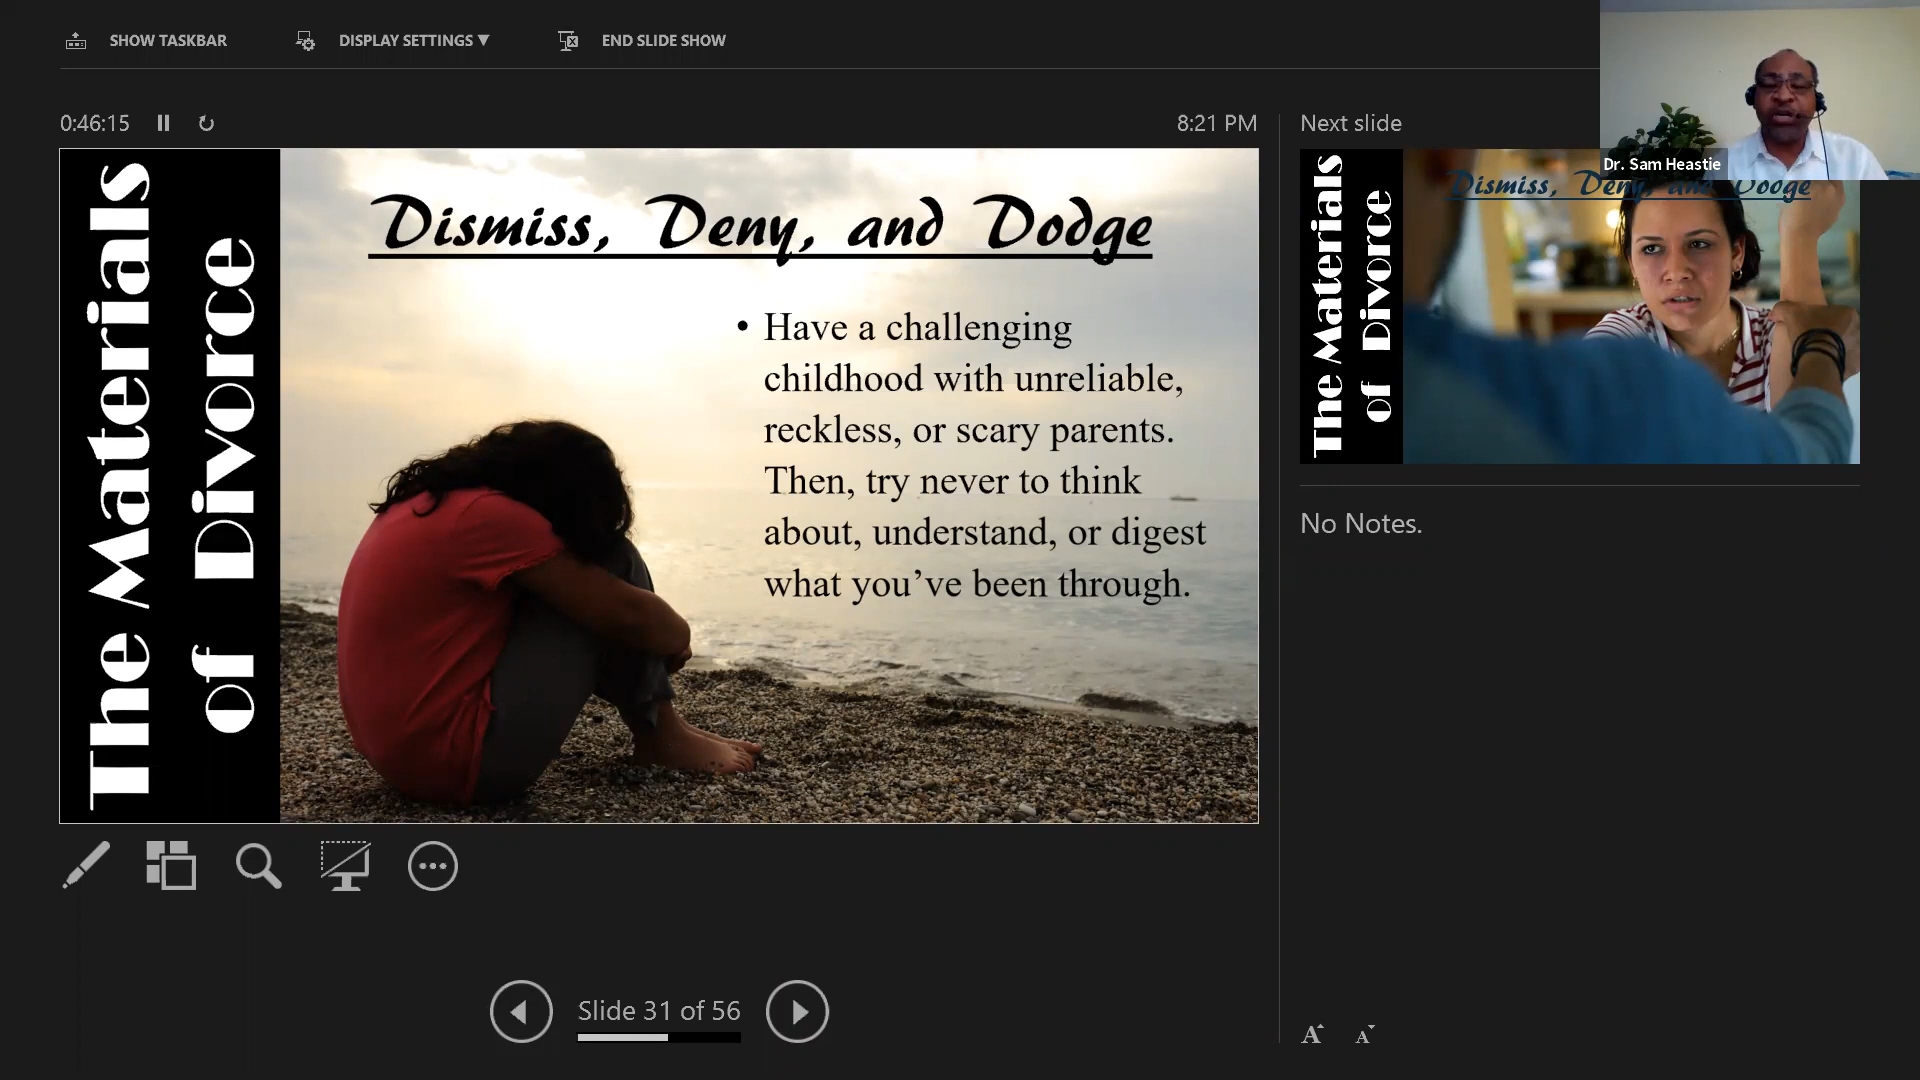 SHOW TASKBAR
DISPLAY SETTINGS ▼
END SLIDE SHOW
0:46:15
8:21 PM
The Materials
of Divorce
Dismiss, Deny, and Dodge
• Have a challenging
childhood with unreliable,
reckless, or scary parents.
Then, try never to think
about, understand, or digest
what you’ve been through.
Slide 31 of 56
Next slide
Dr. Sam Heastie
The Materials
of Divorce
Dismiss, Deny, and Dodge
No Notes.
A
A